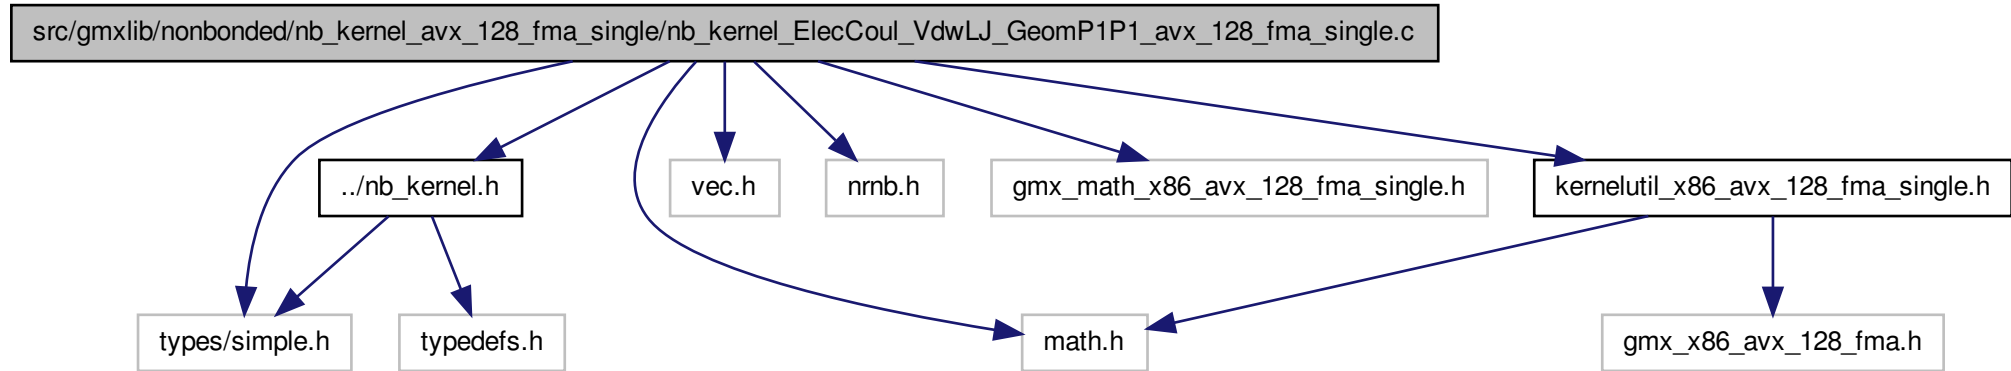 src/gmxlib/nonbonded/nb_kernel_avx_128_fma_single/nb_kernel_ElecCoul_VdwLJ_GeomP1P1_avx_128_fma_single.c
../nb_kernel.h
vec.h
nrnb.h
gmx_math_x86_avx_128_fma_single.h
kernelutil_x86_avx_128_fma_single.h
types/simple.h
typedefs.h
math.h
gmx_x86_avx_128_fma.h